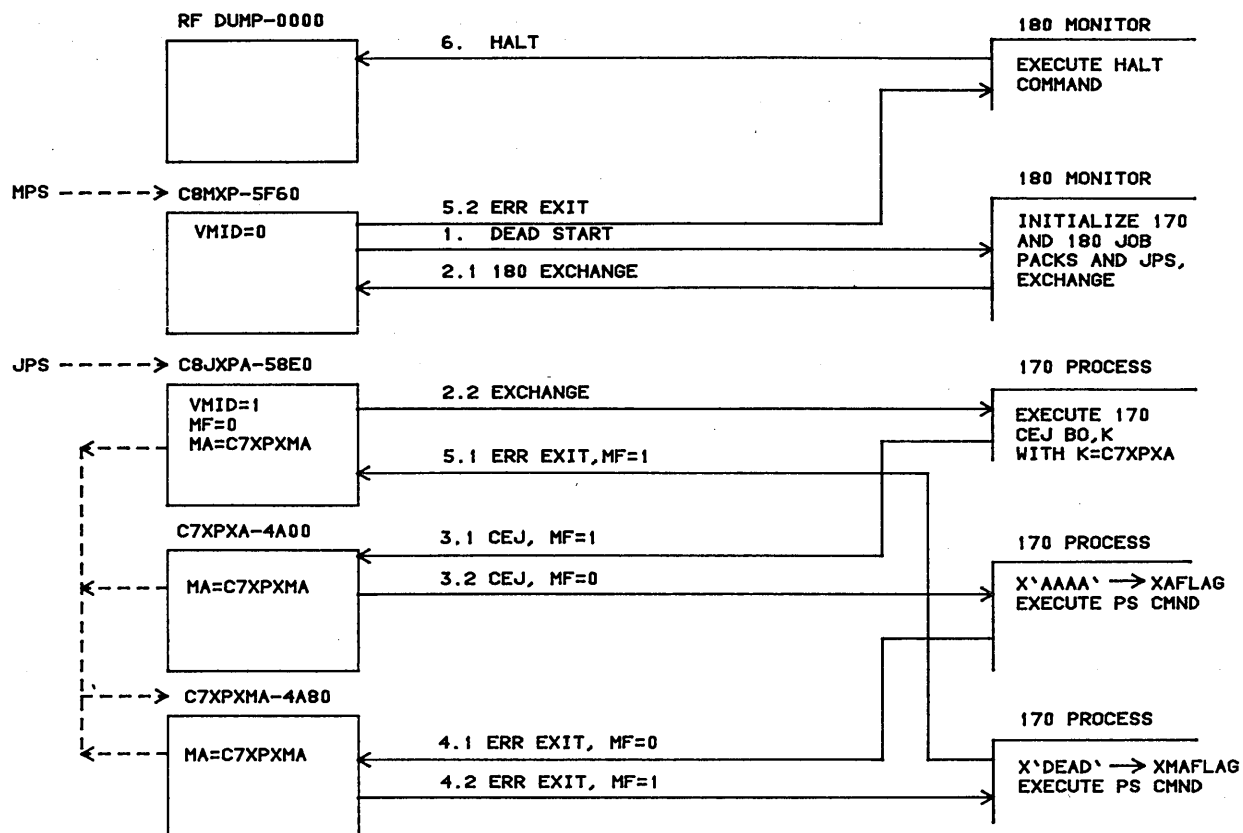 RF DUMP-0000
180 MONITOR
6. HALT
EXECUTE HALT
COMMAND
MPS
C8MXP-5F60
180 MONITOR
VMID=0
5.2 ERR EXIT
1. DEAD START
2.1 180 EXCHANGE
INITIALIZE 170
AND 180 JOB
PACKS AND JPS,
EXCHANGE
JPS
C8JXPA-58E0
170 PROCESS
VMID=1
MF=0
MA=C7XPXMA
2.2 EXCHANGE
5.1 ERR EXIT,MF=1
EXECUTE 170
CEJ BO,K
WITH K=C7XPXA
C7XPXA-4A00
170 PROCESS
3.1 CEJ, MF=1
MA=C7XPXMA
3.2 CEJ, MF=0
X`AAAA` → XAFLAG
EXECUTE PS CMND
C7XPXMA-4A80
170 PROCESS
MA=C7XPXMA
4.1 ERR EXIT, MF=0
4.2 ERR EXIT, MF=1
X`DEAD` → XMAFLAG
EXECUTE PS CMND